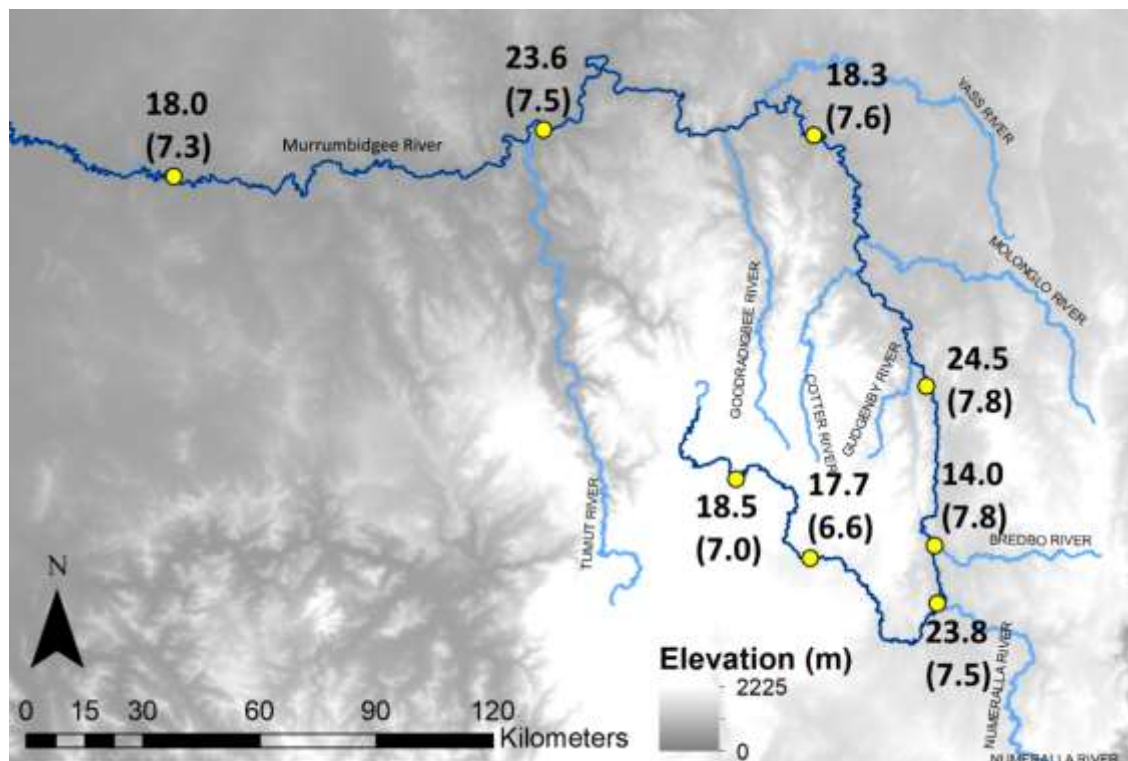 23.6
(7.5)
18.3
(7.6)
18.0
(7.3)
Murrumbidgee River
YASS RIVER
MOLONGLO RIVER
GOODRADIGBEE RIVER
COTTER RIVER
GUDGENBY RIVER
24.5
(7.8)
14.0
(7.8)
17.7
(6.6)
18.5
(7.0)
TUMUT RIVER
BREDBO RIVER
23.8
(7.5)
NUMERALLA RIVER
NUMERALLA RIVER
N
0 15 30 60 90 120
Kilometers
Elevation (m)
2225
0